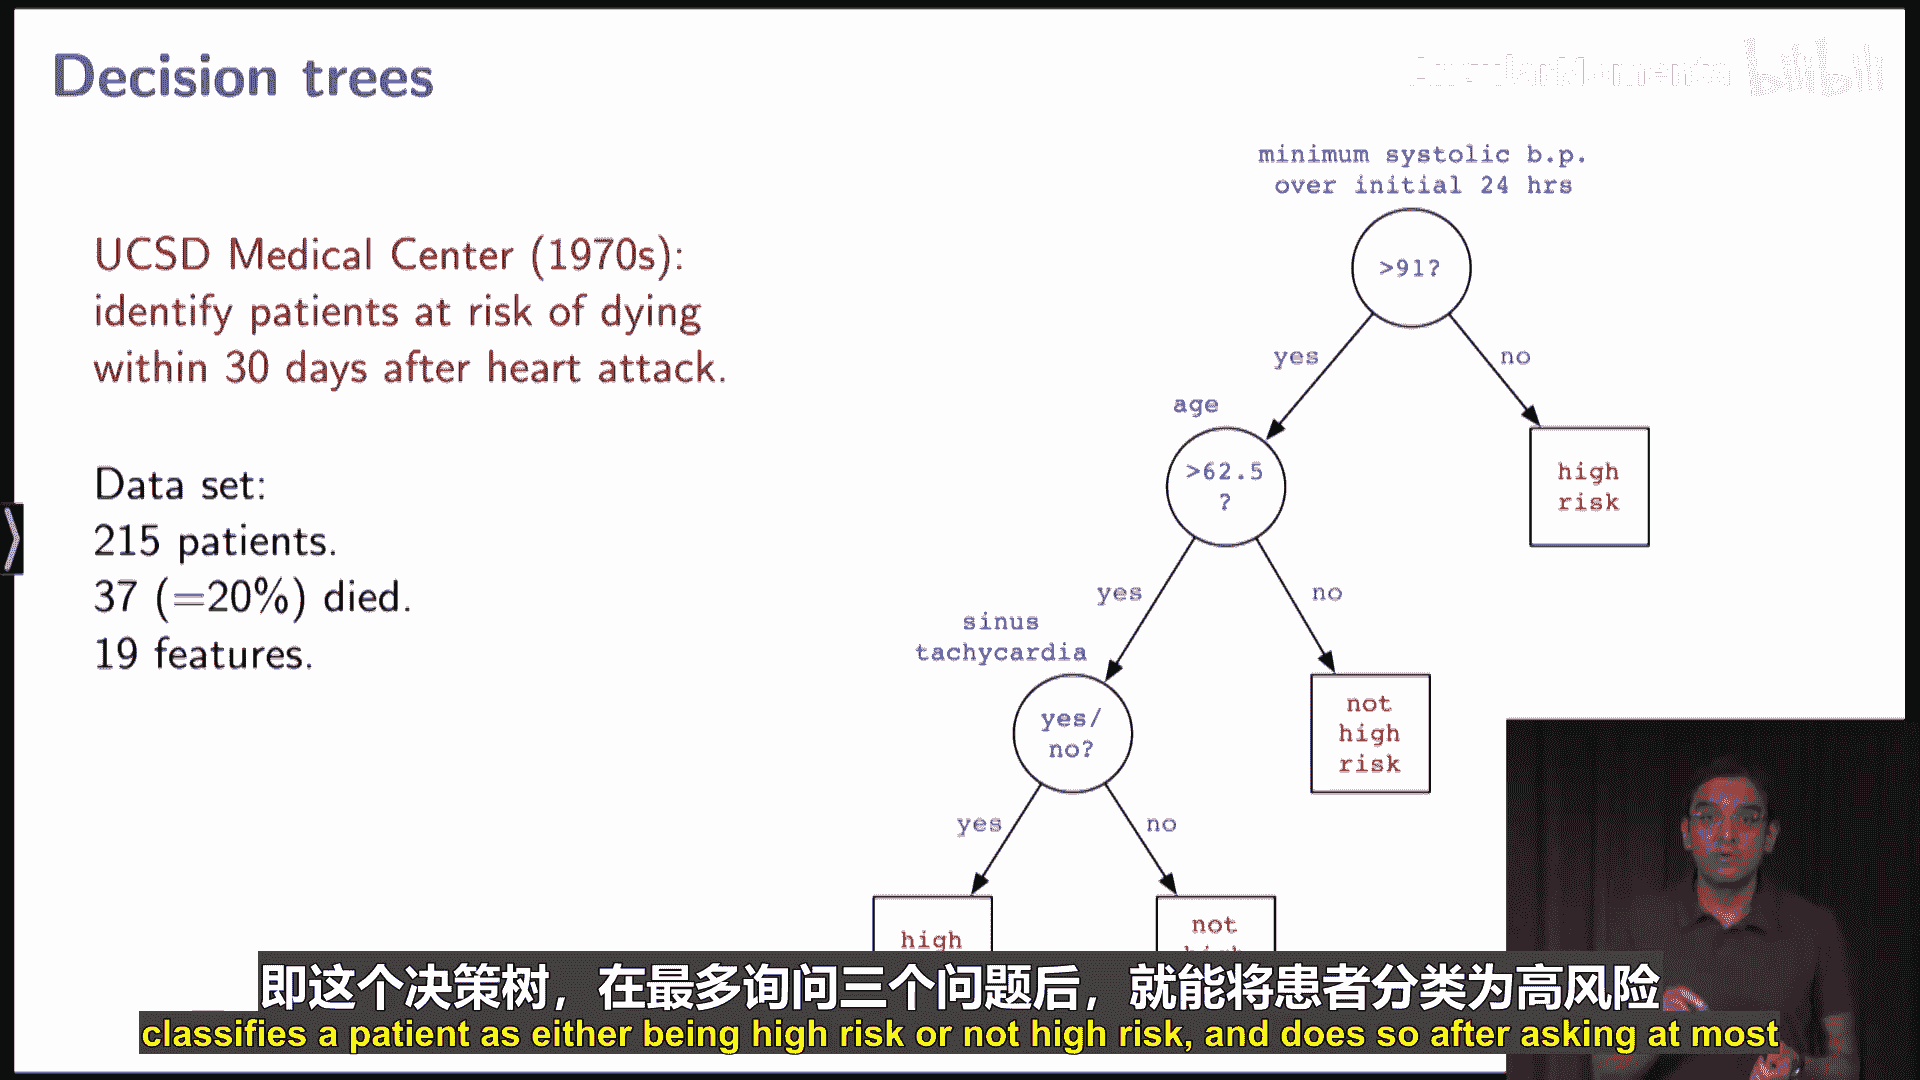 Decision trees
bilibili
minimum systolic b.p.
over initial 24 hrs
>91?
UCSD Medical Center (1970s):
identify patients at risk of dying
within 30 days after heart attack.
yes
no
age
>62.5
?
high
risk
Data set:
215 patients.
37 (=20%) died.
19 features.
yes
no
sinus
tachycardia
yes/
no?
not
high
risk
yes
no
high
not
即这个决策树，在最多询问三个问题后，就能将患者分类为高风险
classifies a patient as either being high risk or not high risk, and does so after asking at most